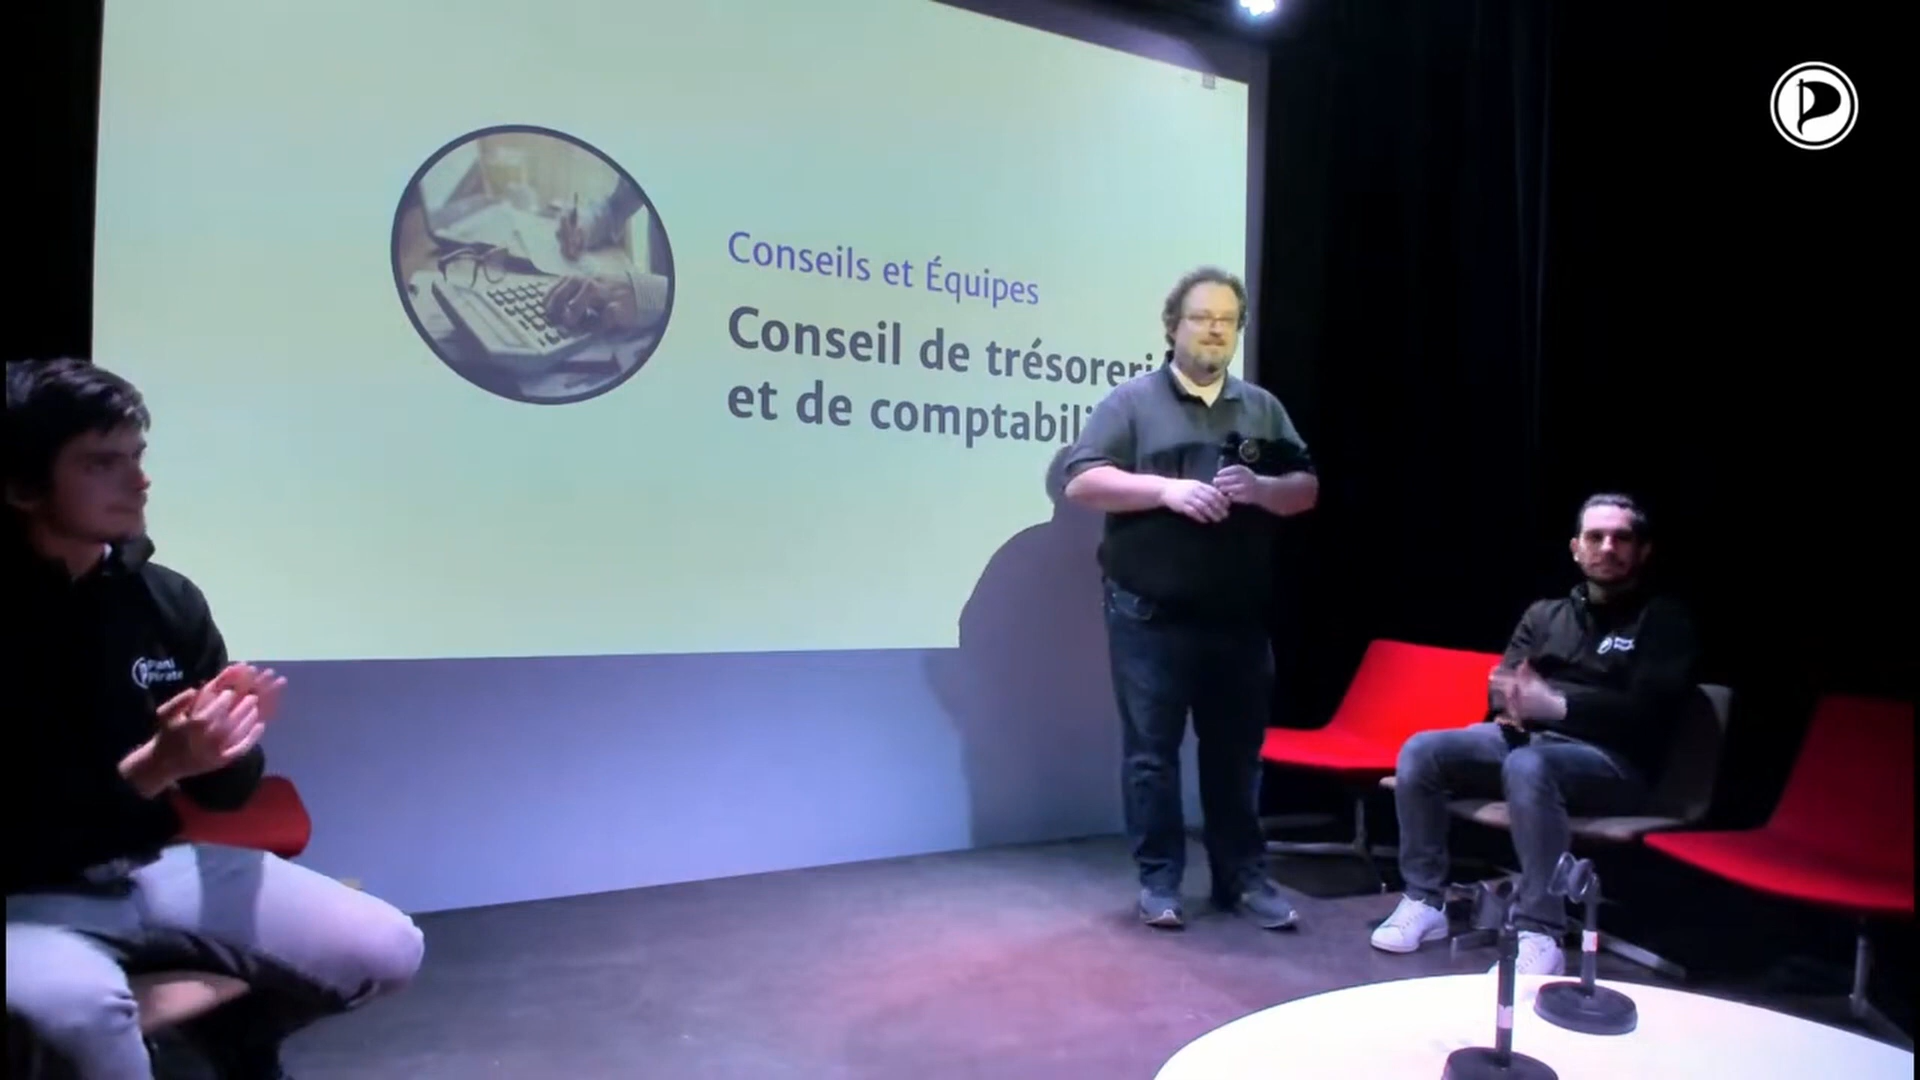 Conseils et Équipes
Conseil de trésoreri
et de comptabili
Parti
Pirate